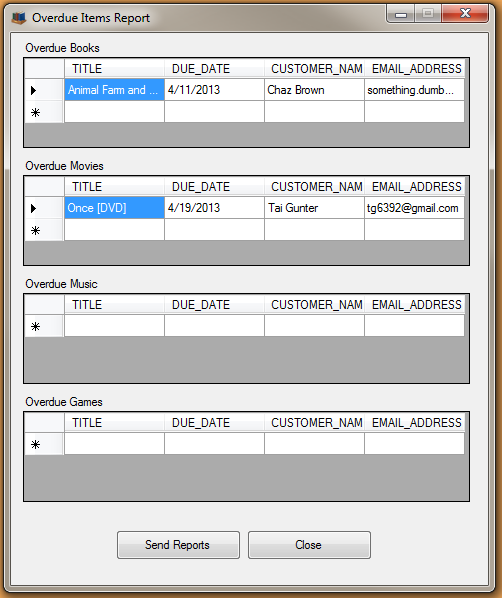 Overdue Items Report
Overdue Books
TITLE DUE_DATE CUSTOMER_NAM EMAIL_ADDRESS
Animal Farm and ... 4/11/2013 Chaz Brown something.dumb...
Overdue Movies
TITLE DUE_DATE CUSTOMER_NAM EMAIL_ADDRESS
Once [DVD] 4/19/2013 Tai Gunter tg6392@gmail.com
Overdue Music
TITLE DUE_DATE CUSTOMER_NAM EMAIL_ADDRESS
Overdue Games
TITLE DUE_DATE CUSTOMER_NAM EMAIL_ADDRESS
Send Reports Close